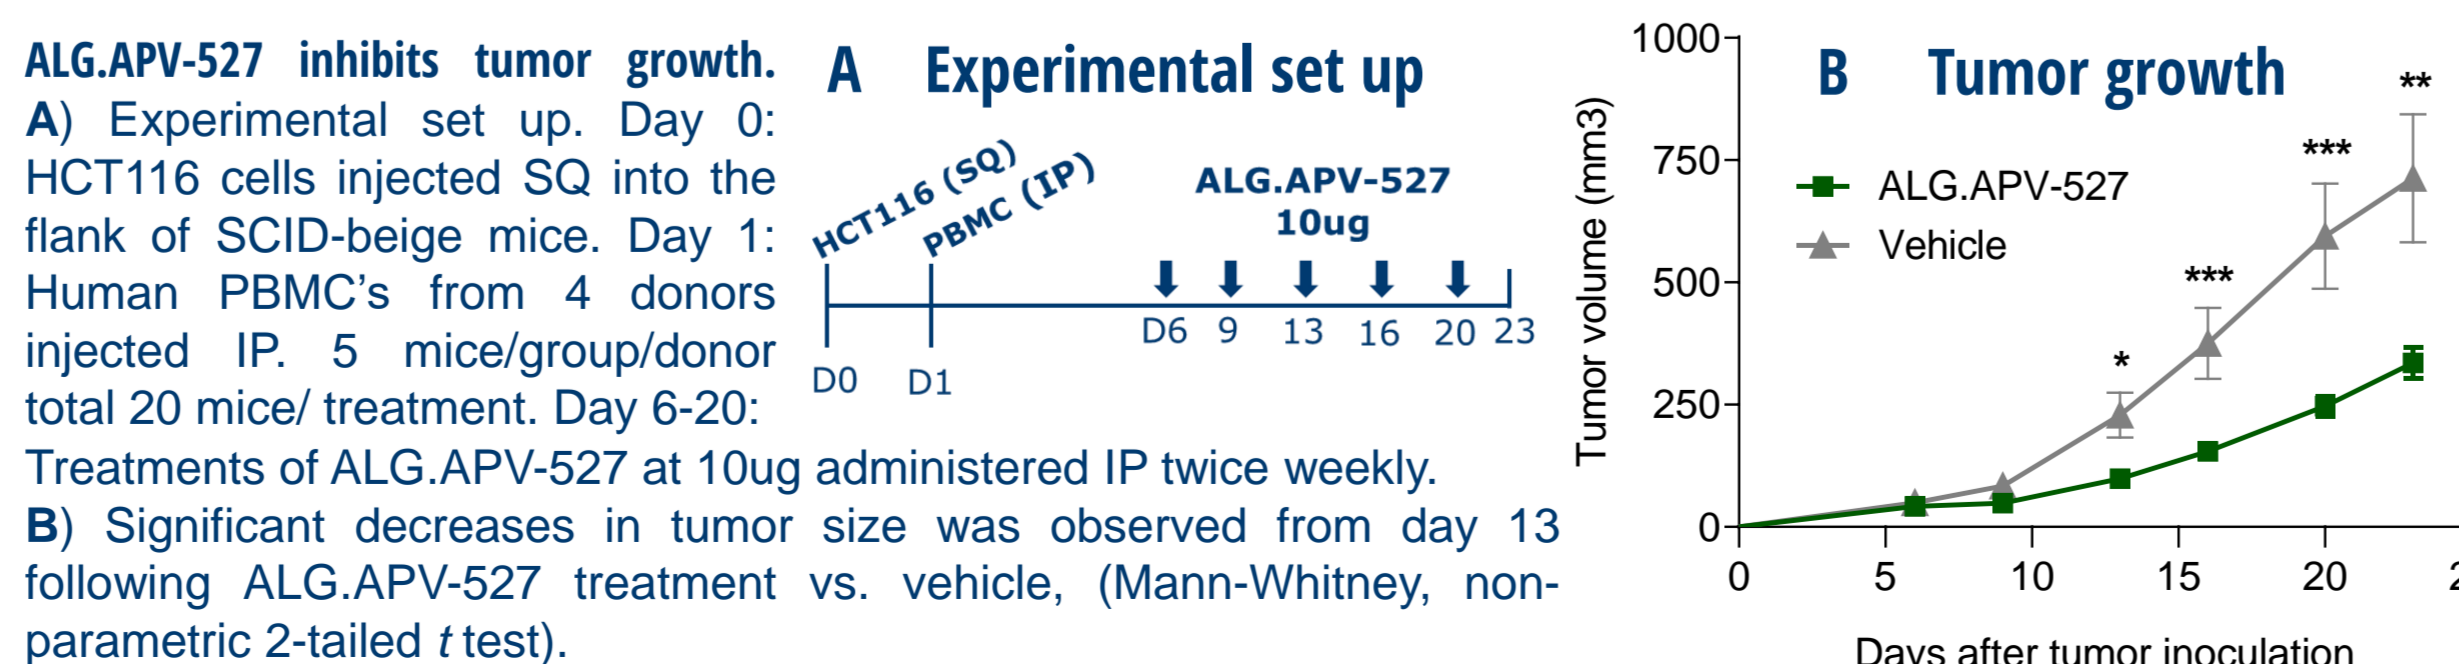 ALG.APV-527 inhibits tumor growth.
A) Experimental set up. Day 0:
HCT116 cells injected SQ into the
flank of SCID-beige mice. Day 1:
Human PBMC's from 4 donors
injected IP. 5 mice/group/donor
total 20 mice/ treatment. Day 6-20:
Treatments of ALG.APV-527 at 10ug administered IP twice weekly.
B) Significant decreases in tumor size was observed from day 13
following ALG.APV-527 treatment vs. vehicle, (Mann-Whitney, non-
parametric 2-tailed t test).
A Experimental set up
HCT116 (SQ)
PBMC (IP)
ALG.APV-527
10ug
D6 9 13 16 20 23
D0 D1
B Tumor growth
Tumor volume (mm3)
1000
750
500
250
0
ALG.APV-527
Vehicle
*
***
***
**
0 5 10 15 20 2
Days after tumor inoculation